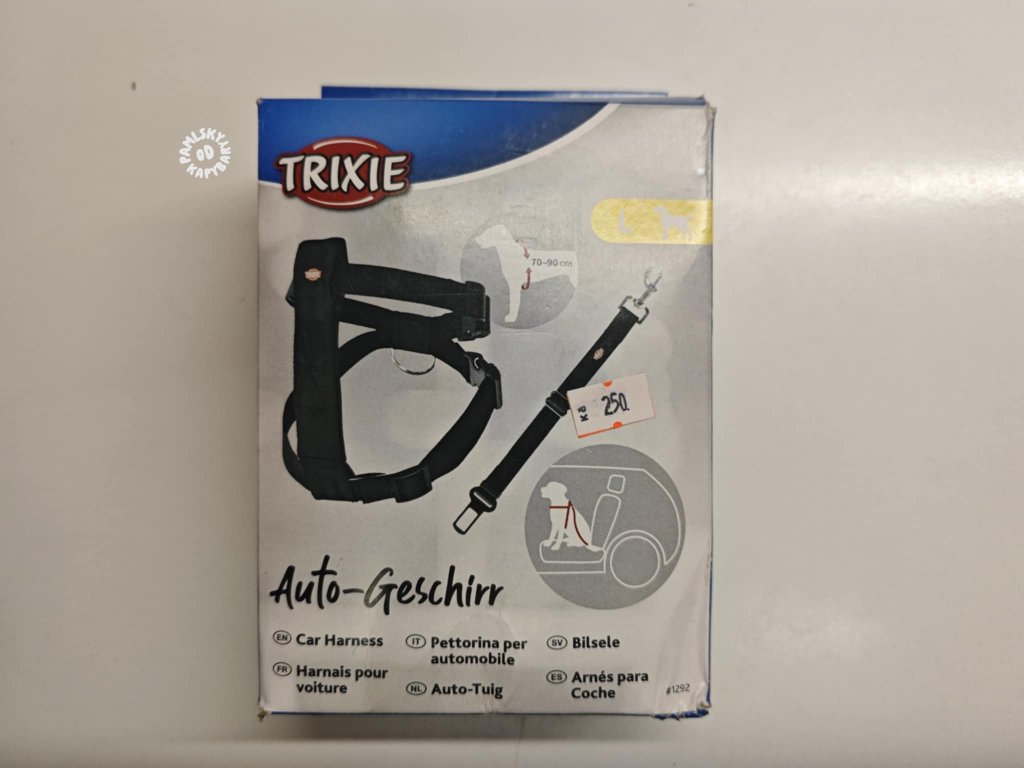 PAMLSKY
OD
KAPYBARY
TRIXIE
L
TRIXIE
70–90 cm
Kč 250.
Auto-Geschirr
EN Car Harness
FR Harnais pour
voiture
IT Pettorina per
automobile
NL Auto-Tuig
SV Bilsele
ES Arnés para
Coche
#1292